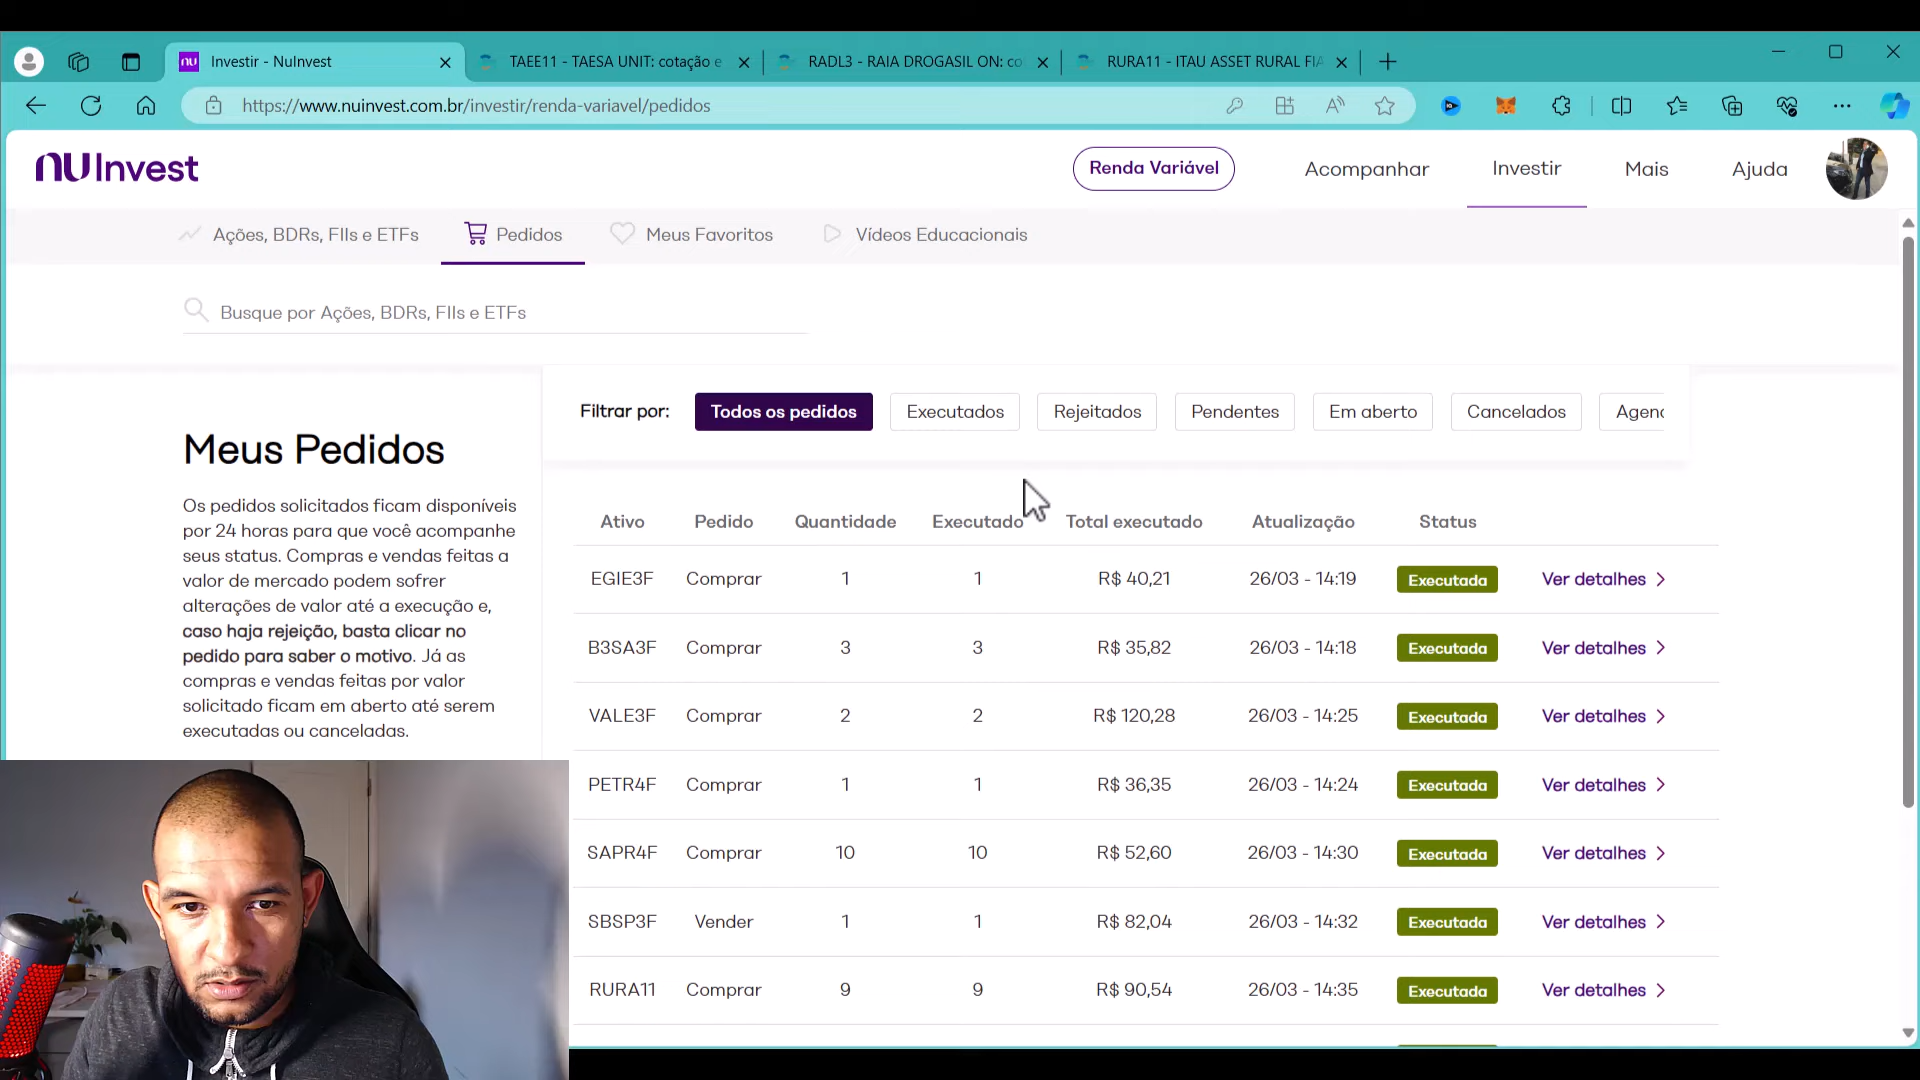 Investir - NuInvest
TAEE11 - TAESA UNIT: cotação e
RADL3 - RAIA DROGASIL ON: co
RURA11 - ITAU ASSET RURAL FIA
https://www.nuinvest.com.br/investir/renda-variavel/pedidos
nu Invest
Renda Variável
Acompanhar
Investir
Mais
Ajuda
Ações, BDRs, FIIs e ETFs
Pedidos
Meus Favoritos
Vídeos Educacionais
Busque por Ações, BDRs, FIIs e ETFs
Filtrar por:
Todos os pedidos
Executados
Rejeitados
Pendentes
Em aberto
Cancelados
Agenc
Meus Pedidos
Os pedidos solicitados ficam disponíveis
por 24 horas para que você acompanhe
seus status. Compras e vendas feitas a
valor de mercado podem sofrer
alterações de valor até a execução e,
caso haja rejeição, basta clicar no
pedido para saber o motivo. Já as
compras e vendas feitas por valor
solicitado ficam em aberto até serem
executadas ou canceladas.
Ativo Pedido Quantidade Executado Total executado Atualização Status
EGIE3F Comprar 1 1 R$ 40,21 26/03 - 14:19 Executada Ver detalhes
B3SA3F Comprar 3 3 R$ 35,82 26/03 - 14:18 Executada Ver detalhes
VALE3F Comprar 2 2 R$ 120,28 26/03 - 14:25 Executada Ver detalhes
PETR4F Comprar 1 1 R$ 36,35 26/03 - 14:24 Executada Ver detalhes
SAPR4F Comprar 10 10 R$ 52,60 26/03 - 14:30 Executada Ver detalhes
SBSP3F Vender 1 1 R$ 82,04 26/03 - 14:32 Executada Ver detalhes
RURA11 Comprar 9 9 R$ 90,54 26/03 - 14:35 Executada Ver detalhes